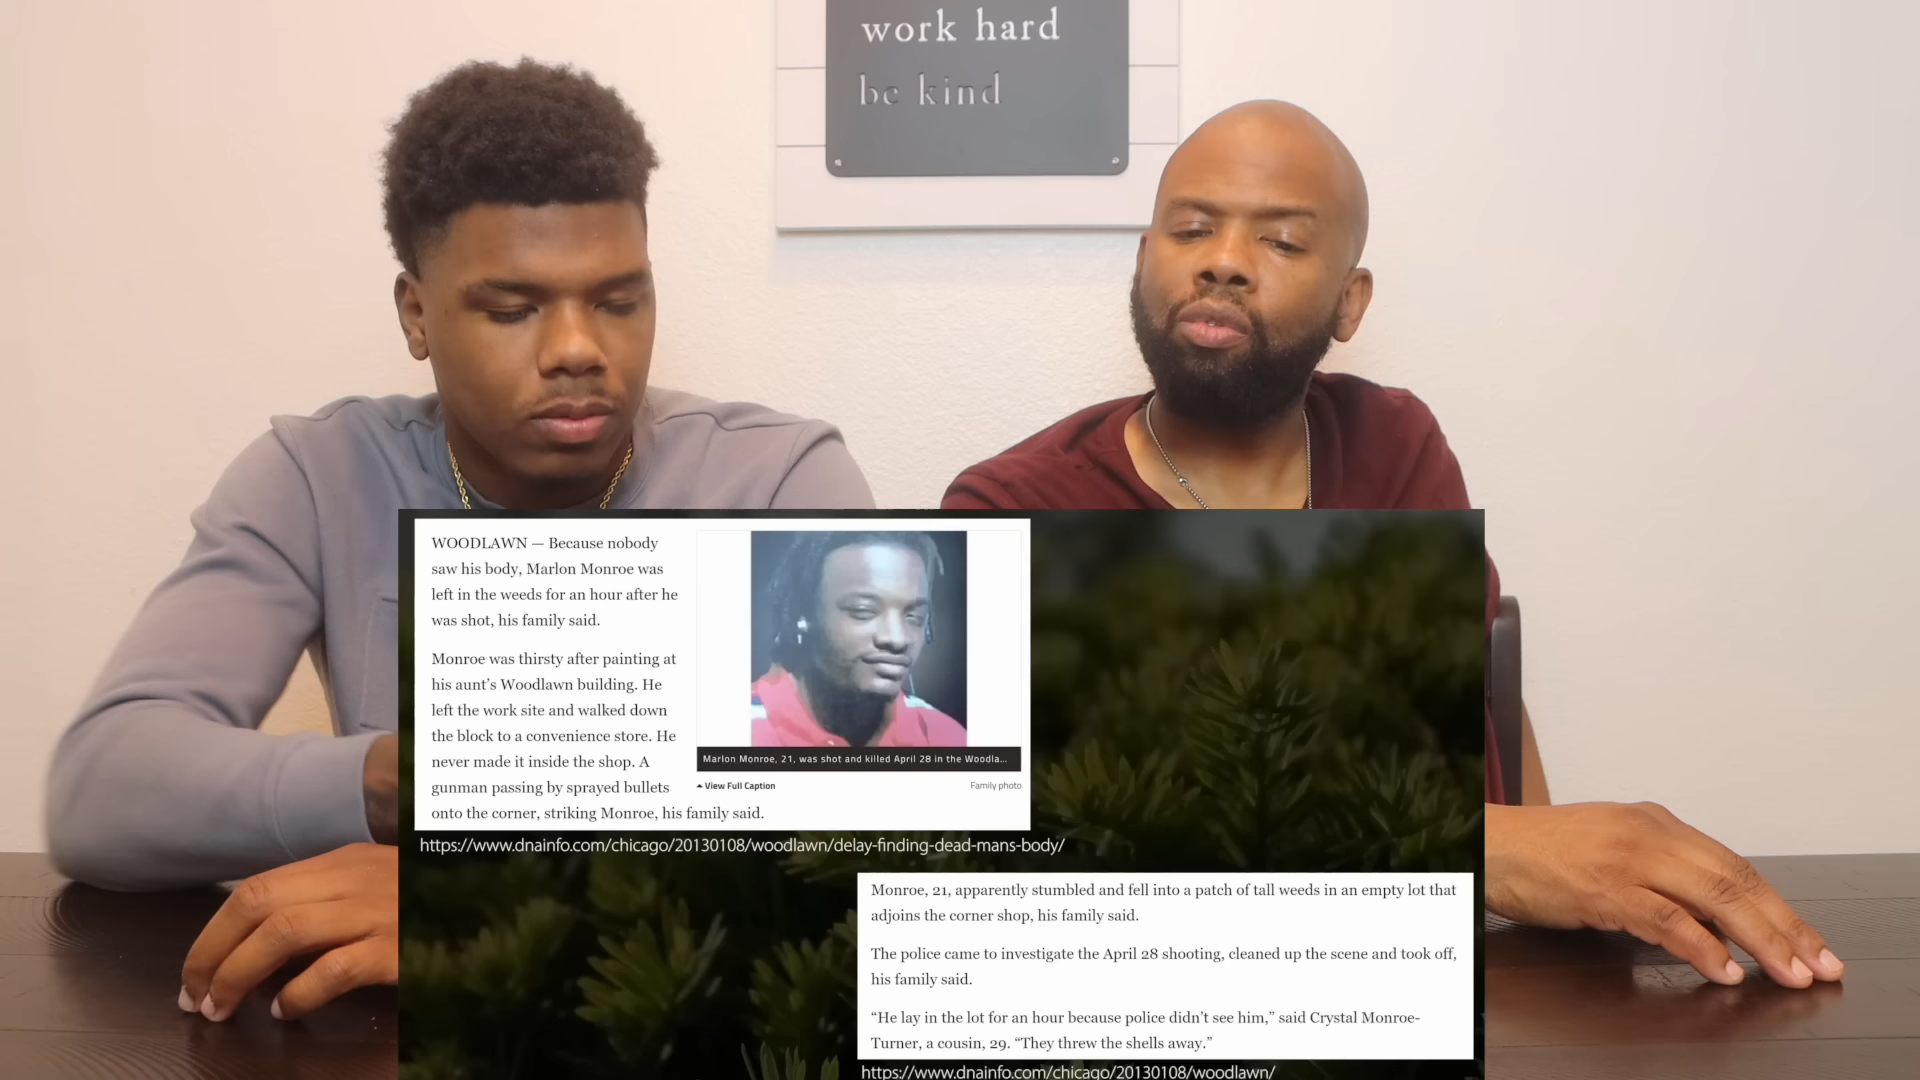 work hard
be kind
WOODLAWN — Because nobody
saw his body, Marlon Monroe was
left in the weeds for an hour after he
was shot, his family said.
Monroe was thirsty after painting at
his aunt's Woodlawn building. He
left the work site and walked down
the block to a convenience store. He
never made it inside the shop. A
gunman passing by sprayed bullets
onto the corner, striking Monroe, his family said.
Marlon Monroe, 21, was shot and killed April 28 in the Woodla...
View Full Caption
Family photo
https://www.dnainfo.com/chicago/20130108/woodlawn/delay-finding-dead-mans-body/
Monroe, 21, apparently stumbled and fell into a patch of tall weeds in an empty lot that
adjoins the corner shop, his family said.
The police came to investigate the April 28 shooting, cleaned up the scene and took off,
his family said.
“He lay in the lot for an hour because police didn't see him,” said Crystal Monroe-
Turner, a cousin, 29. “They threw the shells away.”
https://www.dnainfo.com/chicago/20130108/woodlawn/